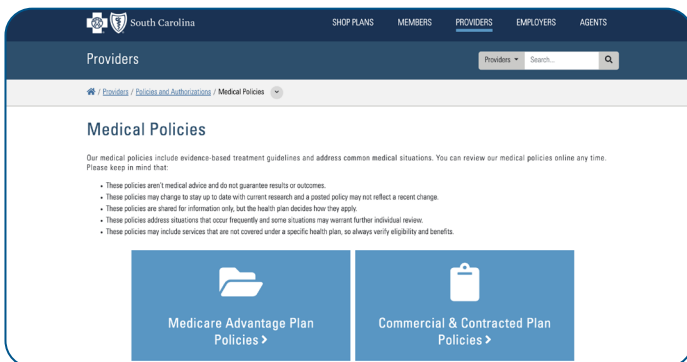 South Carolina
SHOP PLANS MEMBERS PROVIDERS EMPLOYERS AGENTS
Providers
Providers Search...
/ Providers / Policies and Authorizations / Medical Policies
Medical Policies
Our medical policies include evidence-based treatment guidelines and address common medical situations. You can review our medical policies online any time.
Please keep in mind that:
• These policies aren't medical advice and do not guarantee results or outcomes.
• These policies may change to stay up to date with current research and a posted policy may not reflect a recent change.
• These policies are shared for information only, but the health plan decides how they apply.
• These policies address situations that occur frequently and some situations may warrant further individual review.
• These policies may include services that are not covered under a specific health plan, so always verify eligibility and benefits.
Medicare Advantage Plan
Policies >
Commercial & Contracted Plan
Policies >